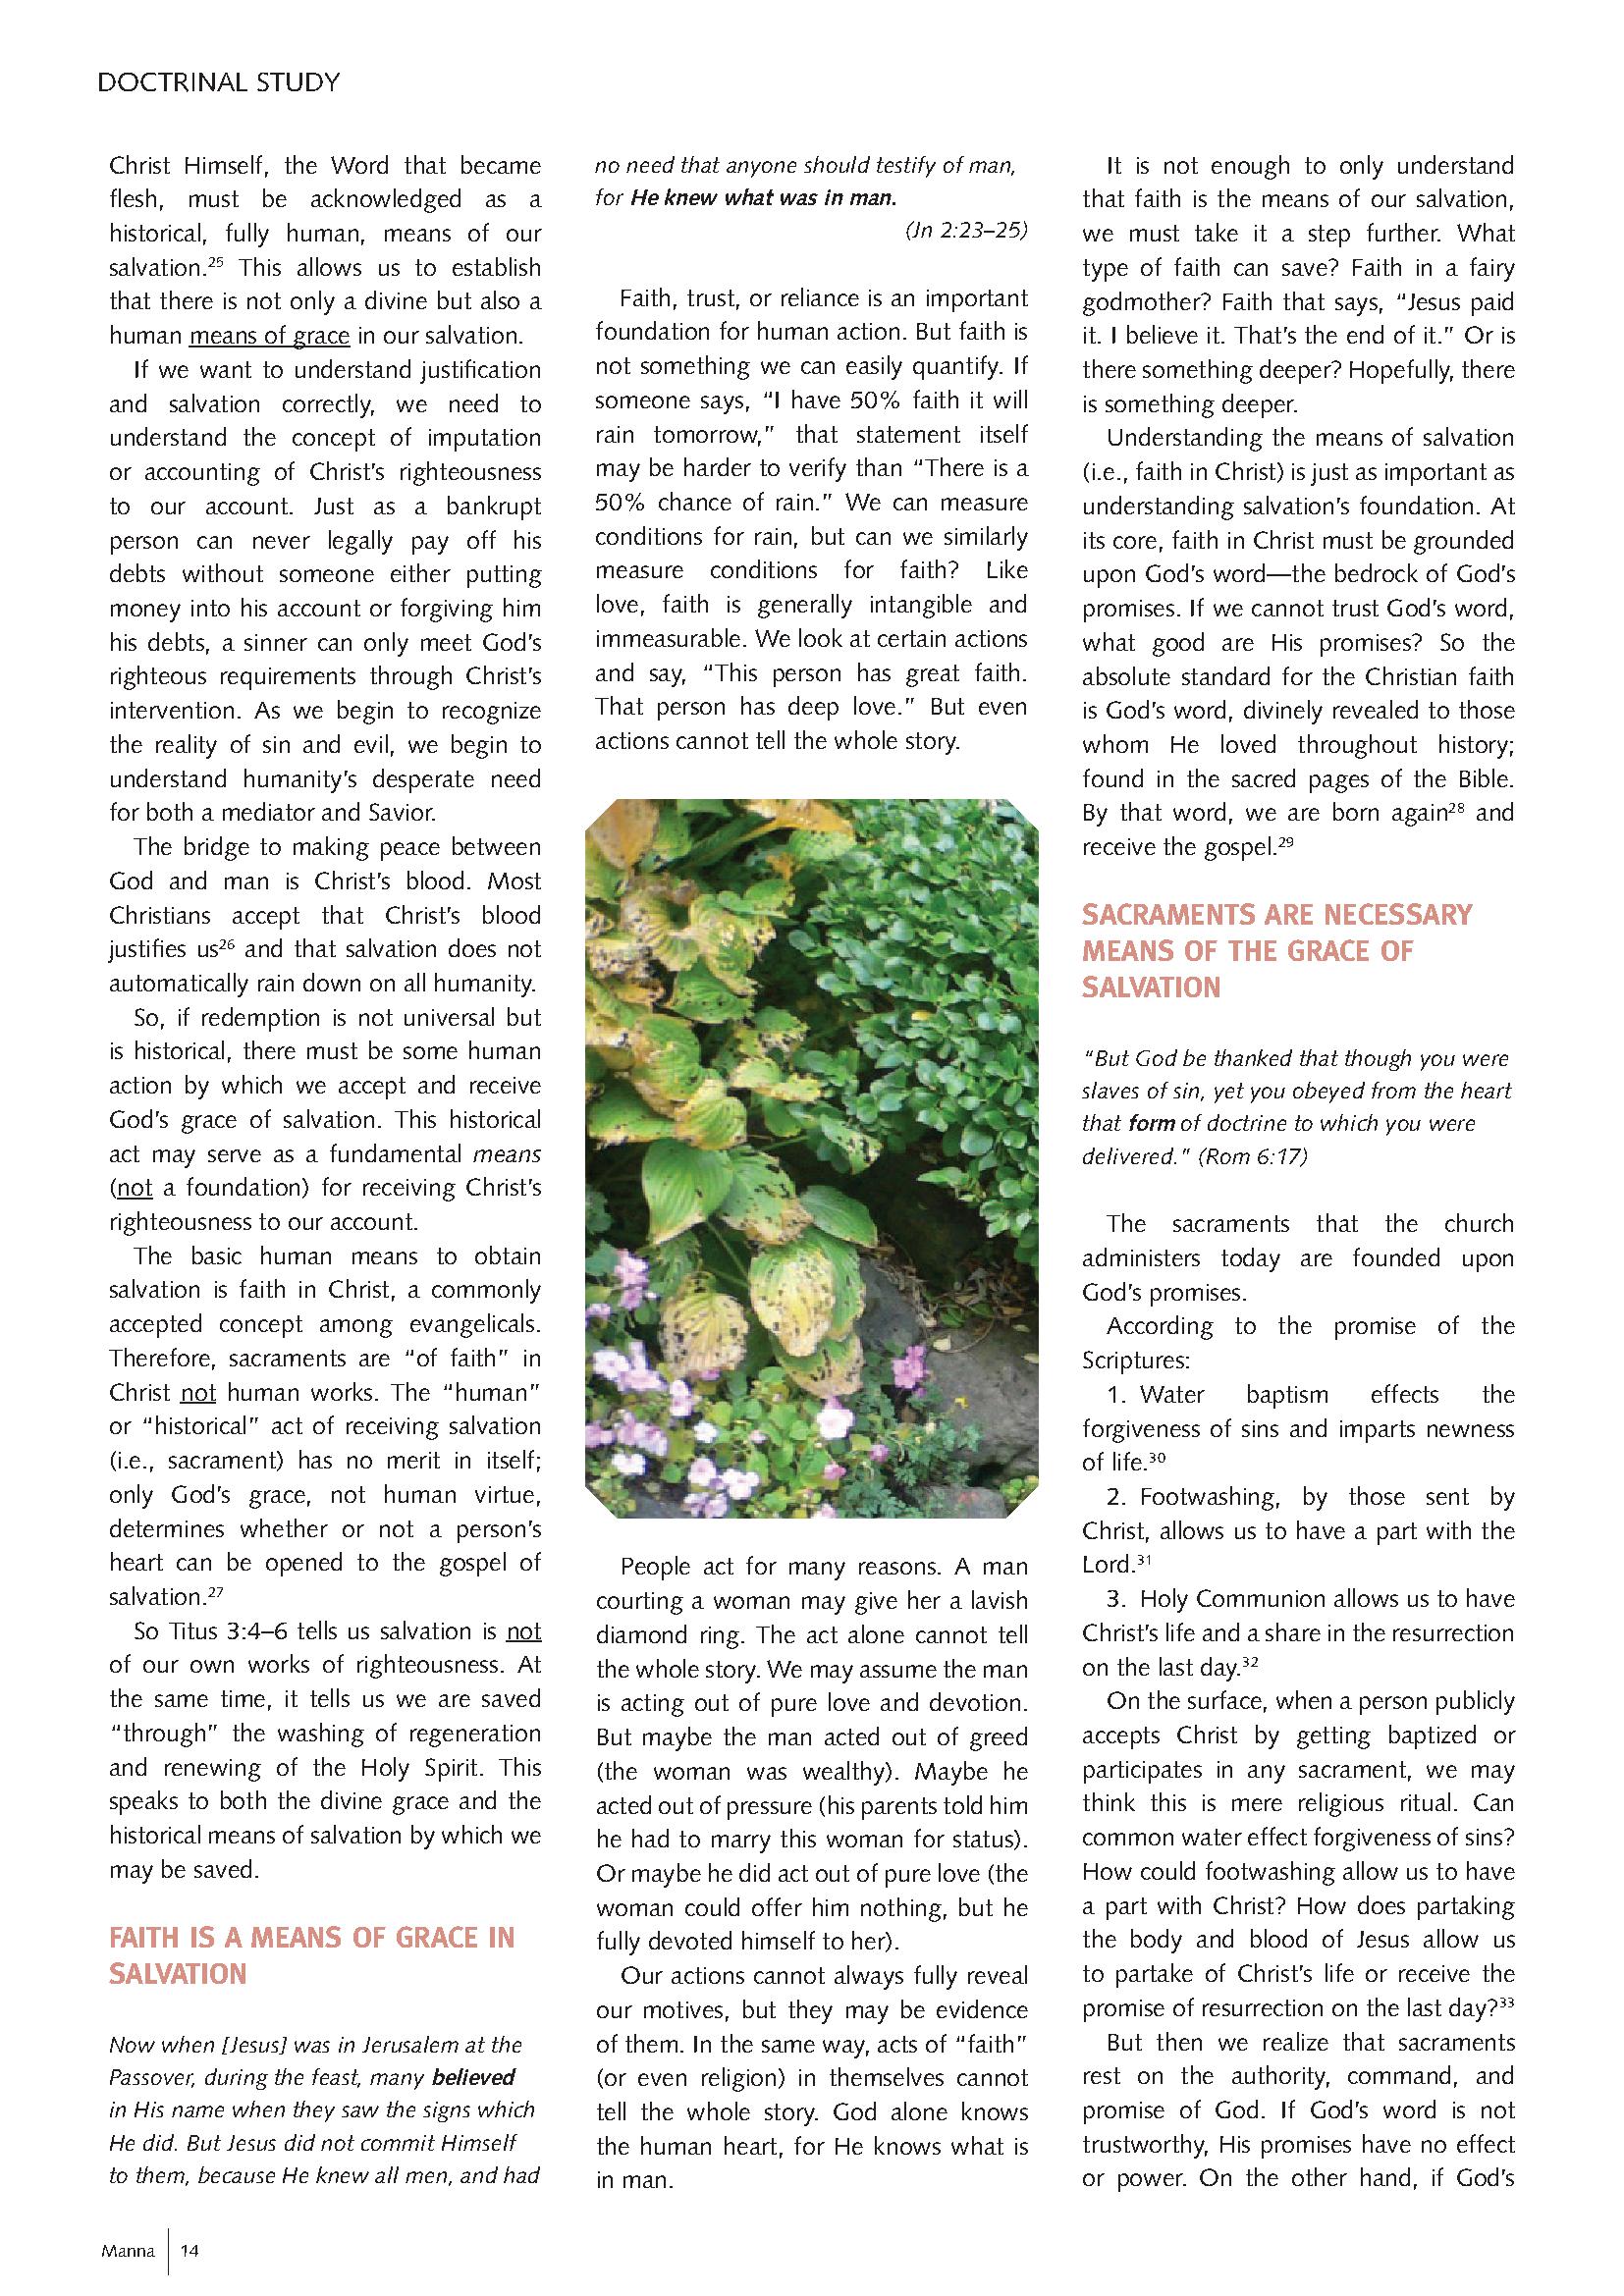 DOCTRINAL STUDY
Christ Himself, the Word that became
flesh, must be acknowledged as a
historical, fully human, means of our
salvation.²⁵ This allows us to establish
that there is not only a divine but also a
human means of grace in our salvation.
If we want to understand justification
and salvation correctly, we need to
understand the concept of imputation
or accounting of Christ's righteousness
to our account. Just as a bankrupt
person can never legally pay off his
debts without someone either putting
money into his account or forgiving him
his debts, a sinner can only meet God's
righteous requirements through Christ's
intervention. As we begin to recognize
the reality of sin and evil, we begin to
understand humanity's desperate need
for both a mediator and Savior.
The bridge to making peace between
God and man is Christ's blood. Most
Christians accept that Christ's blood
justifies us²⁶ and that salvation does not
automatically rain down on all humanity.
So, if redemption is not universal but
is historical, there must be some human
action by which we accept and receive
God's grace of salvation. This historical
act may serve as a fundamental means
(not a foundation) for receiving Christ's
righteousness to our account.
The basic human means to obtain
salvation is faith in Christ, a commonly
accepted concept among evangelicals.
Therefore, sacraments are "of faith" in
Christ not human works. The "human"
or "historical" act of receiving salvation
(i.e., sacrament) has no merit in itself;
only God's grace, not human virtue,
determines whether or not a person's
heart can be opened to the gospel of
salvation.²⁷
So Titus 3:4–6 tells us salvation is not
of our own works of righteousness. At
the same time, it tells us we are saved
"through" the washing of regeneration
and renewing of the Holy Spirit. This
speaks to both the divine grace and the
historical means of salvation by which we
may be saved.
FAITH IS A MEANS OF GRACE IN
SALVATION
Now when [Jesus] was in Jerusalem at the
Passover, during the feast, many believed
in His name when they saw the signs which
He did. But Jesus did not commit Himself
to them, because He knew all men, and had
no need that anyone should testify of man,
for He knew what was in man.
(Jn 2:23–25)
Faith, trust, or reliance is an important
foundation for human action. But faith is
not something we can easily quantify. If
someone says, "I have 50% faith it will
rain tomorrow," that statement itself
may be harder to verify than "There is a
50% chance of rain." We can measure
conditions for rain, but can we similarly
measure conditions for faith? Like
love, faith is generally intangible and
immeasurable. We look at certain actions
and say, "This person has great faith.
That person has deep love." But even
actions cannot tell the whole story.
People act for many reasons. A man
courting a woman may give her a lavish
diamond ring. The act alone cannot tell
the whole story. We may assume the man
is acting out of pure love and devotion.
But maybe the man acted out of greed
(the woman was wealthy). Maybe he
acted out of pressure (his parents told him
he had to marry this woman for status).
Or maybe he did act out of pure love (the
woman could offer him nothing, but he
fully devoted himself to her).
Our actions cannot always fully reveal
our motives, but they may be evidence
of them. In the same way, acts of "faith"
(or even religion) in themselves cannot
tell the whole story. God alone knows
the human heart, for He knows what is
in man.
It is not enough to only understand
that faith is the means of our salvation,
we must take it a step further. What
type of faith can save? Faith in a fairy
godmother? Faith that says, "Jesus paid
it. I believe it. That's the end of it." Or is
there something deeper? Hopefully, there
is something deeper.
Understanding the means of salvation
(i.e., faith in Christ) is just as important as
understanding salvation's foundation. At
its core, faith in Christ must be grounded
upon God's word—the bedrock of God's
promises. If we cannot trust God's word,
what good are His promises? So the
absolute standard for the Christian faith
is God's word, divinely revealed to those
whom He loved throughout history;
found in the sacred pages of the Bible.
By that word, we are born again²⁸ and
receive the gospel.²⁹
SACRAMENTS ARE NECESSARY
MEANS OF THE GRACE OF
SALVATION
"But God be thanked that though you were
slaves of sin, yet you obeyed from the heart
that form of doctrine to which you were
delivered." (Rom 6:17)
The sacraments that the church
administers today are founded upon
God's promises.
According to the promise of the
Scriptures:
1. Water baptism effects the
forgiveness of sins and imparts newness
of life.³⁰
2. Footwashing, by those sent by
Christ, allows us to have a part with the
Lord.³¹
3. Holy Communion allows us to have
Christ's life and a share in the resurrection
on the last day.³²
On the surface, when a person publicly
accepts Christ by getting baptized or
participates in any sacrament, we may
think this is mere religious ritual. Can
common water effect forgiveness of sins?
How could footwashing allow us to have
a part with Christ? How does partaking
the body and blood of Jesus allow us
to partake of Christ's life or receive the
promise of resurrection on the last day?³³
But then we realize that sacraments
rest on the authority, command, and
promise of God. If God's word is not
trustworthy, His promises have no effect
or power. On the other hand, if God's
Manna 14